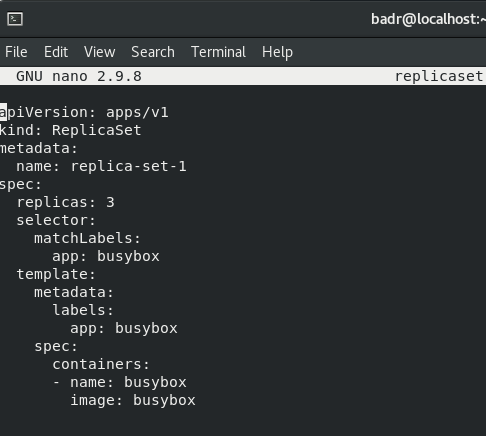 badr@localhost:~
File Edit View Search Terminal Help
GNU nano 2.9.8 replicaset
apiVersion: apps/v1
kind: ReplicaSet
metadata:
  name: replica-set-1
spec:
  replicas: 3
  selector:
    matchLabels:
      app: busybox
  template:
    metadata:
      labels:
        app: busybox
    spec:
      containers:
      - name: busybox
        image: busybox